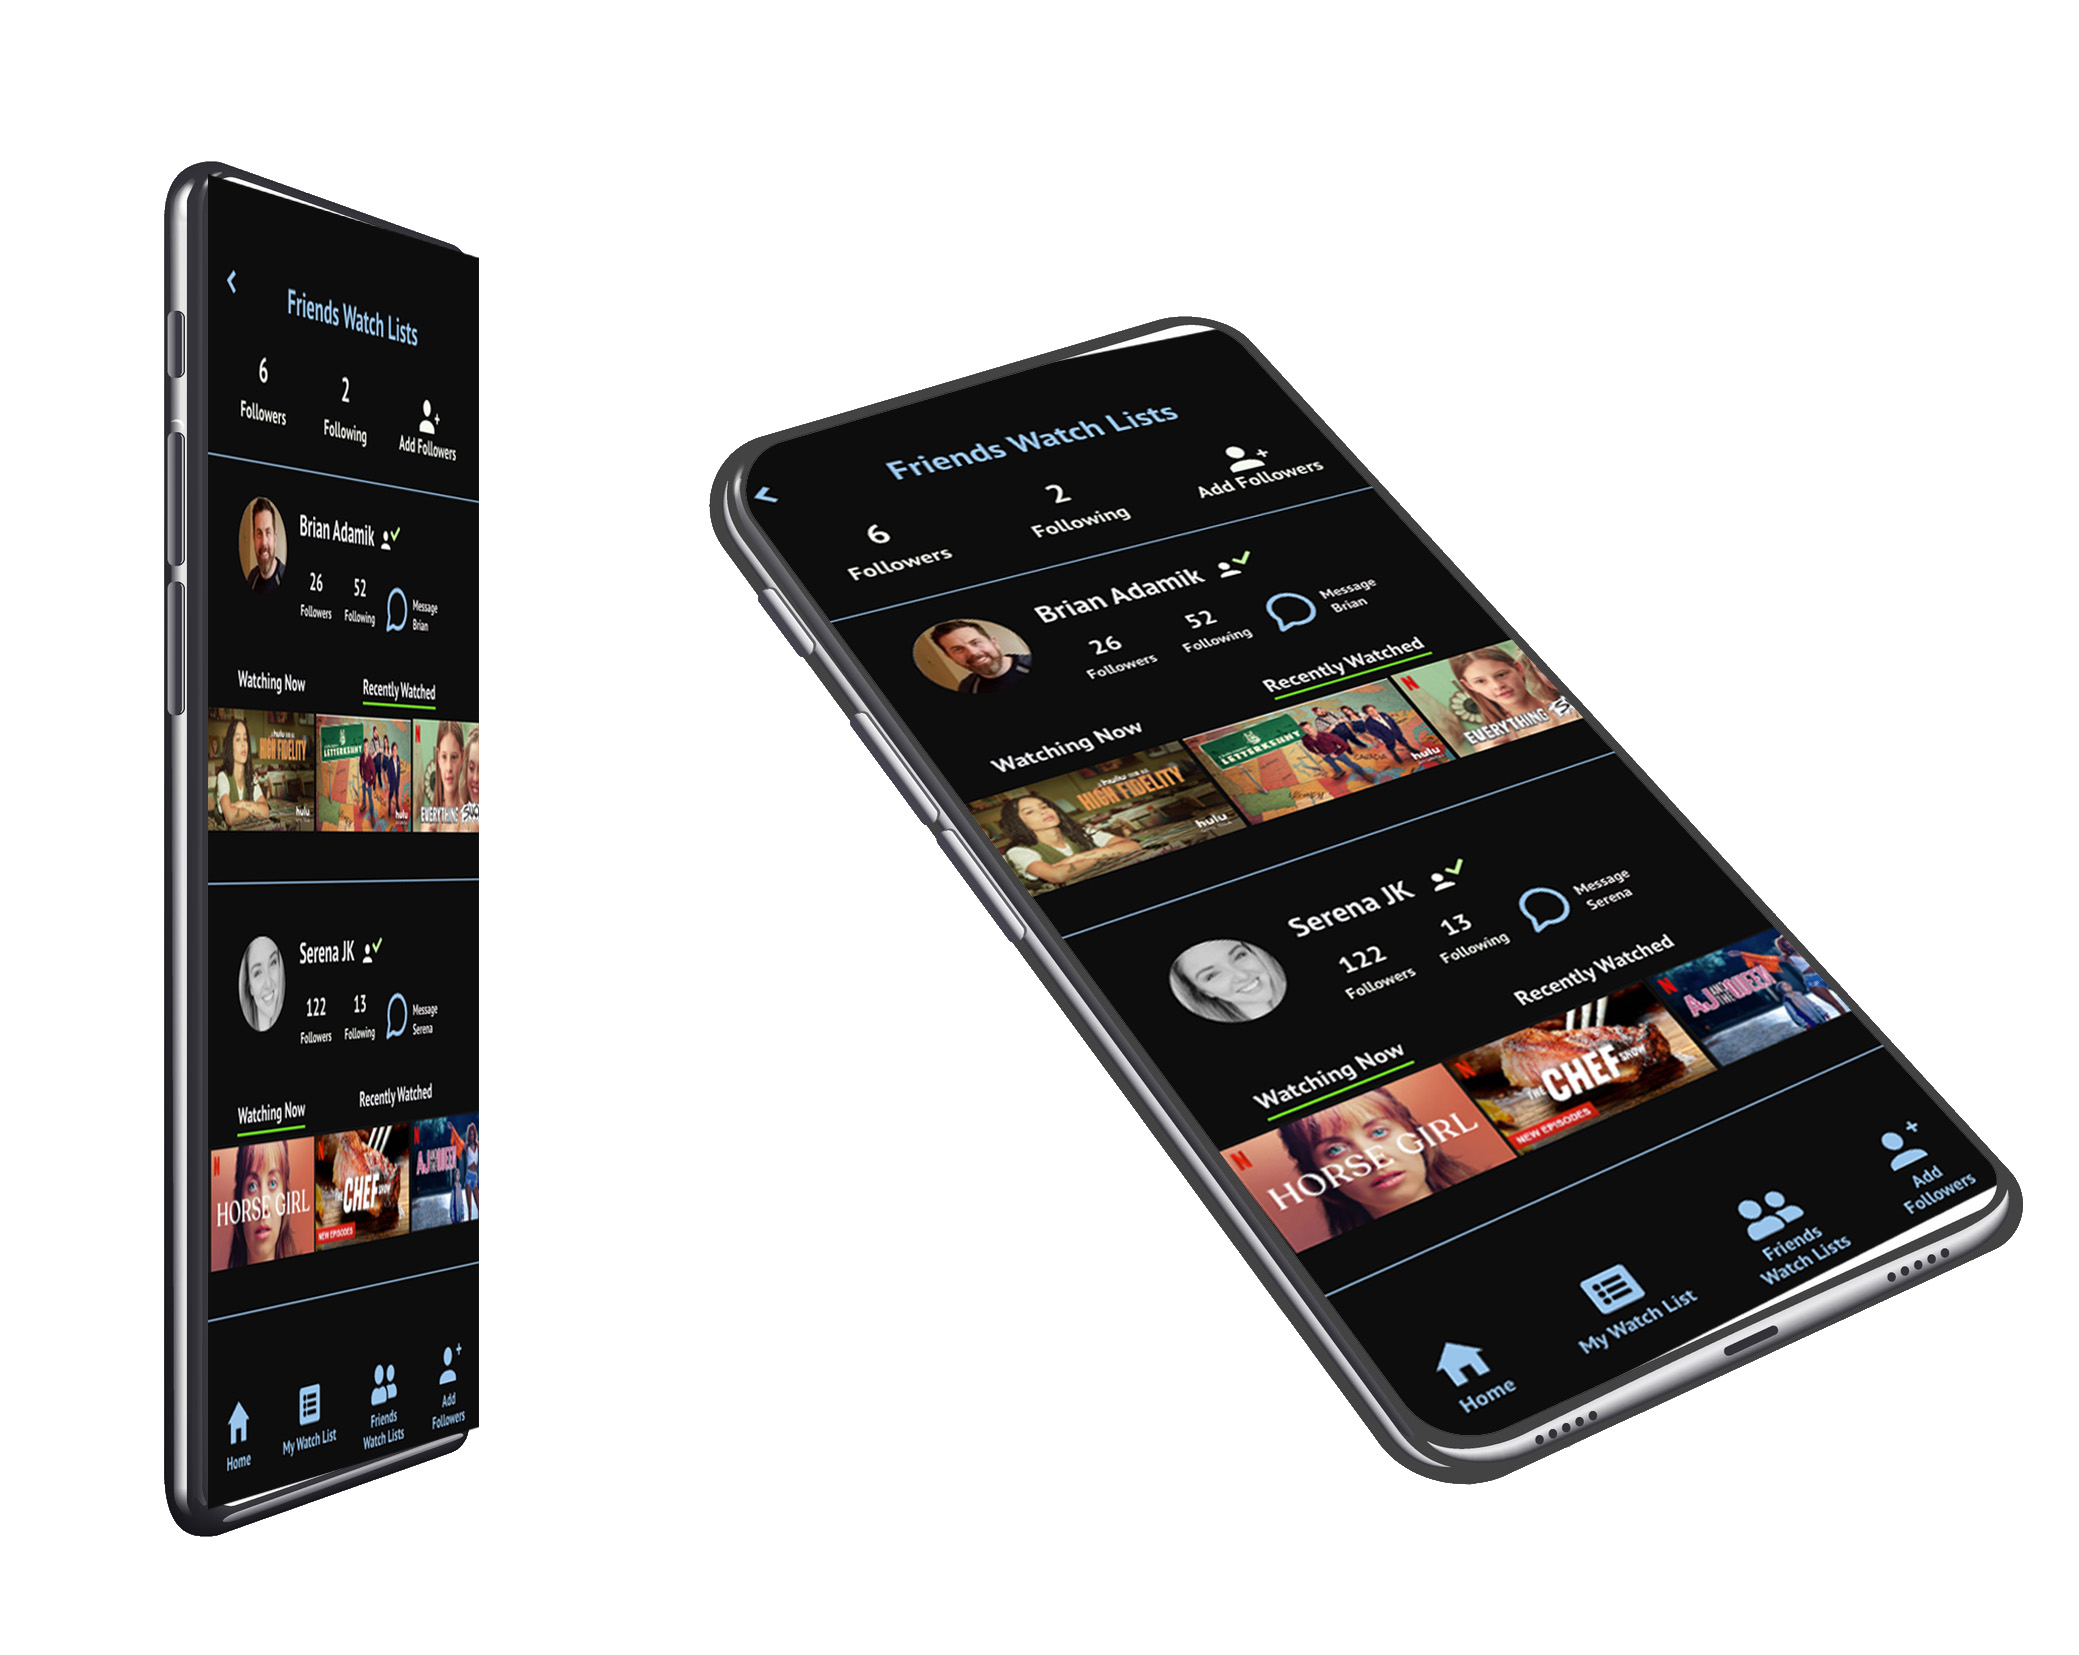 Friends Watch Lists
6
2
Followers
Following
Add Followers
Brian Adamik
26
52
Followers
Following
Message
Brian
Watching Now
Recently Watched
hulu
HIGH FIDELITY
hulu
LETTERKENNY
hulu
N
EVERYTHING
Serena JK
122
13
Followers
Following
Message
Serena
Watching Now
Recently Watched
N
HORSE GIRL
N
THE
CHEF
SHOW
NEW EPISODES
N
AJ AND THE QUEEN
Home
My Watch List
Friends
Watch Lists
Add
Followers
Friends Watch Lists
6
2
Followers
Following
Add Followers
Brian Adamik
26
52
Followers
Following
Message
Brian
Watching Now
Recently Watched
hulu
HIGH FIDELITY
hulu
LETTERKENNY
hulu
N
EVERYTHING
Serena JK
122
13
Followers
Following
Message
Serena
Watching Now
Recently Watched
N
HORSE GIRL
N
THE
CHEF
SHOW
NEW EPISODES
N
AJ AND THE QUEEN
Home
My Watch List
Friends
Watch Lists
Add
Followers